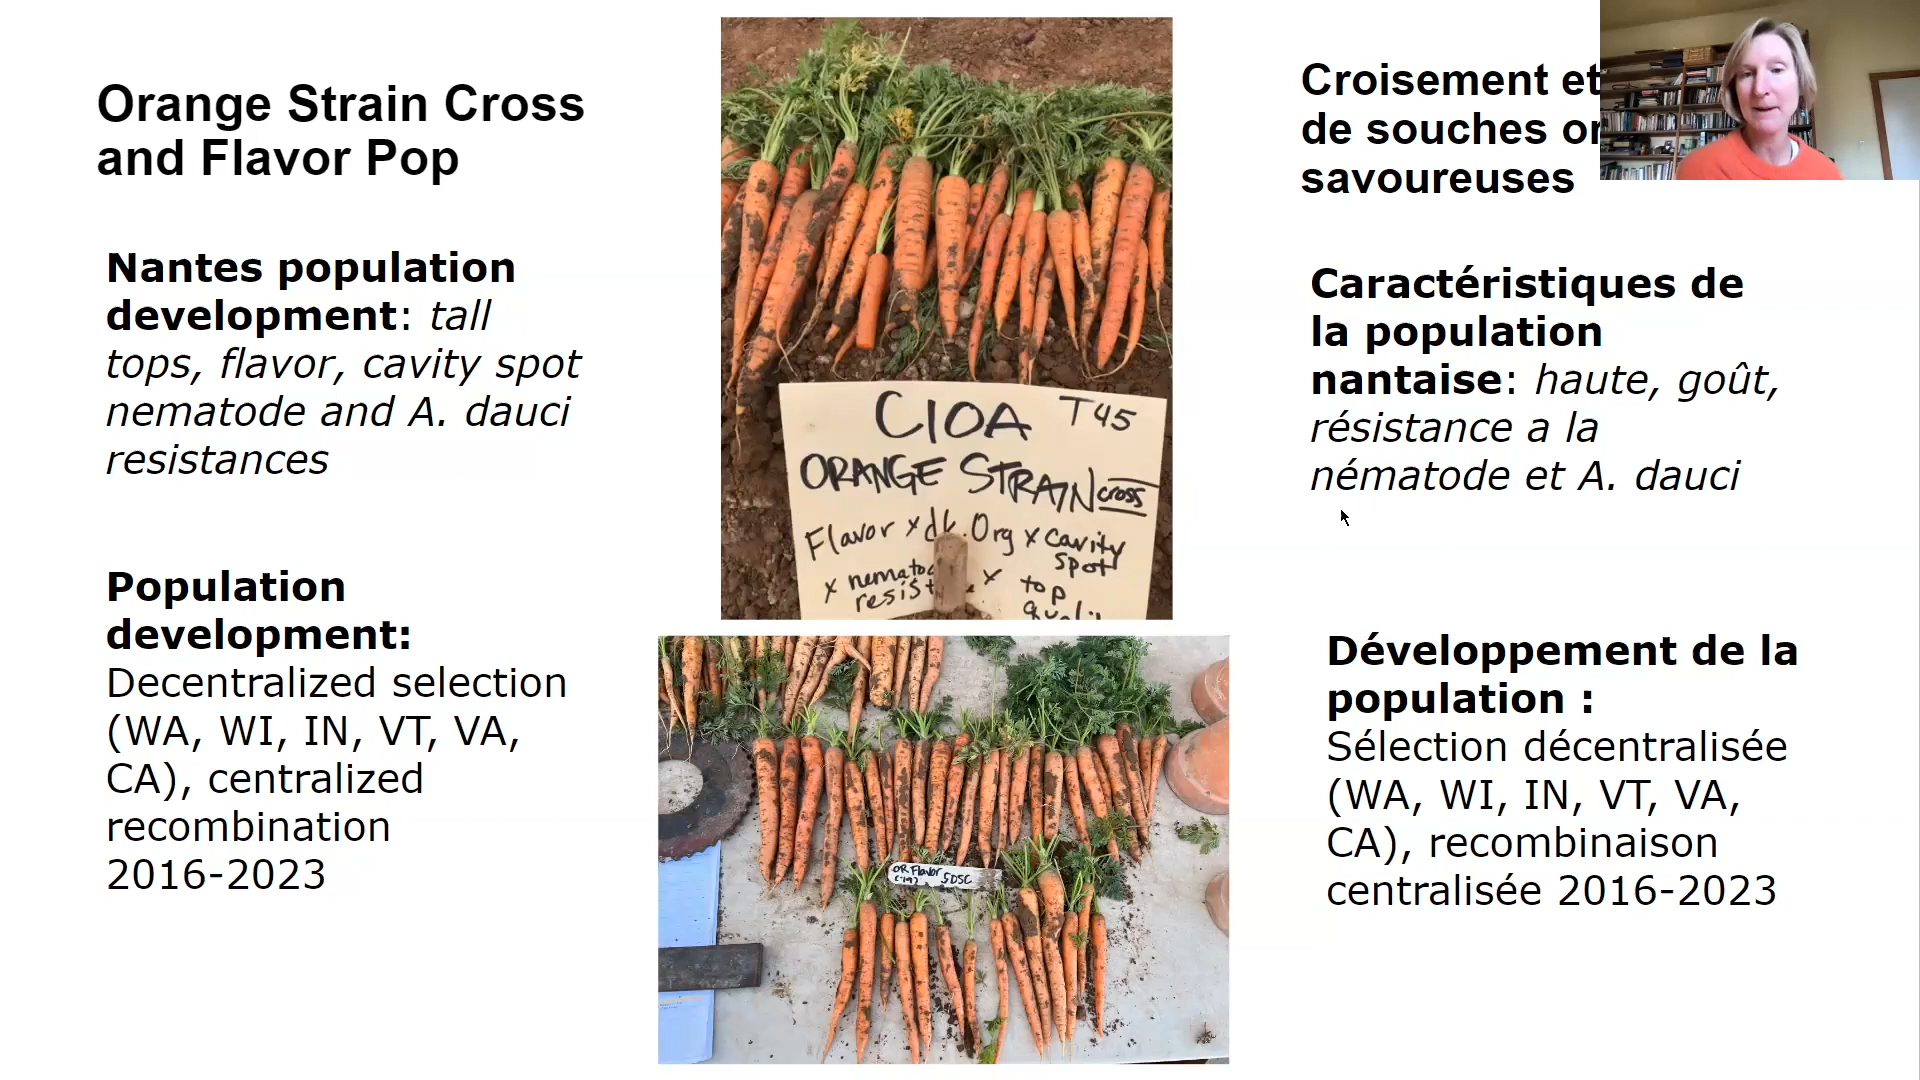 Orange Strain Cross
and Flavor Pop
Nantes population
development: tall
tops, flavor, cavity spot
nematode and A. dauci
resistances
Population
development:
Decentralized selection
(WA, WI, IN, VT, VA,
CA), centralized
recombination
2016-2023
CIOA T45
ORANGE STRAIN cross
Flavor x dk. Org x cavity
spot
x
x top
OR Flavor
Croisement et
de souches
savoureuses
Caractéristiques de
la population
nantaise: haute, goût,
résistance a la
nématode et A. dauci
Développement de la
population :
Sélection décentralisée
(WA, WI, IN, VT, VA,
CA), recombinaison
centralisée 2016-2023